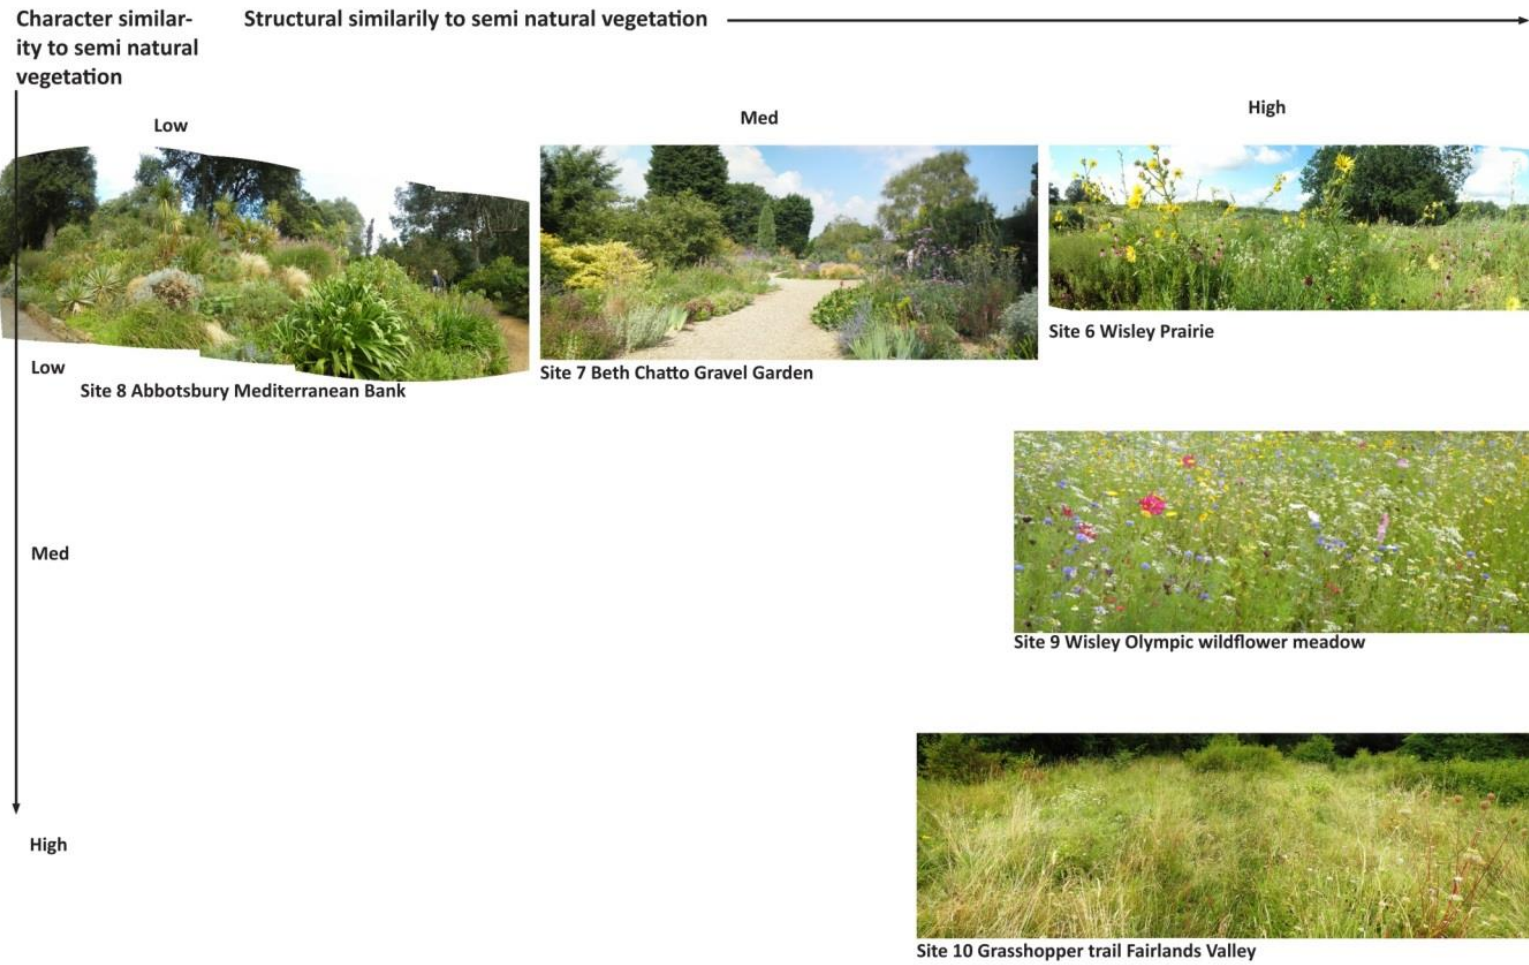 Character similar-
ity to semi natural
vegetation
Structural similarily to semi natural vegetation
Low
Med
High
Low
Site 8 Abbotsbury Mediterranean Bank
Site 7 Beth Chatto Gravel Garden
Site 6 Wisley Prairie
Med
Site 9 Wisley Olympic wildflower meadow
High
Site 10 Grasshopper trail Fairlands Valley